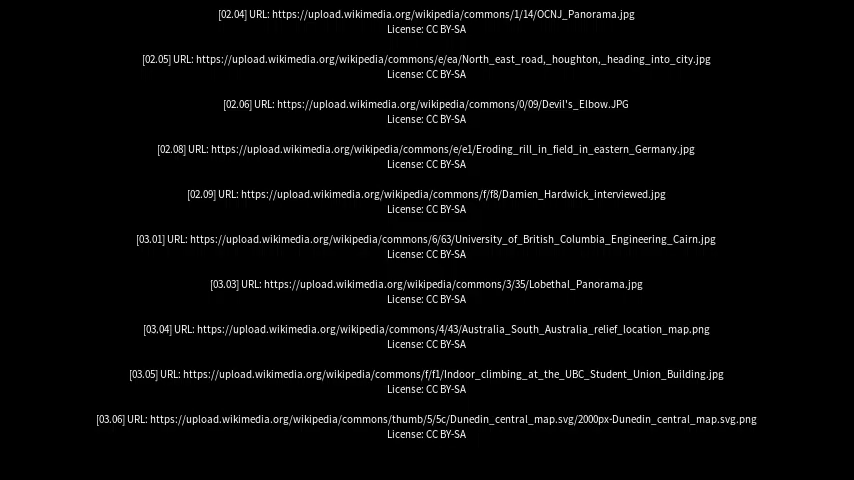 [02.04] URL: https://upload.wikimedia.org/wikipedia/commons/1/14/OCNJ_Panorama.jpg
License: CC BY-SA
[02.05] URL: https://upload.wikimedia.org/wikipedia/commons/e/ea/North_east_road,_houghton,_heading_into_city.jpg
License: CC BY-SA
[02.06] URL: https://upload.wikimedia.org/wikipedia/commons/0/09/Devil's_Elbow.JPG
License: CC BY-SA
[02.08] URL: https://upload.wikimedia.org/wikipedia/commons/e/e1/Eroding_rill_in_field_in_eastern_Germany.jpg
License: CC BY-SA
[02.09] URL: https://upload.wikimedia.org/wikipedia/commons/f/f8/Damien_Hardwick_interviewed.jpg
License: CC BY-SA
[03.01] URL: https://upload.wikimedia.org/wikipedia/commons/6/63/University_of_British_Columbia_Engineering_Cairn.jpg
License: CC BY-SA
[03.03] URL: https://upload.wikimedia.org/wikipedia/commons/3/35/Lobethal_Panorama.jpg
License: CC BY-SA
[03.04] URL: https://upload.wikimedia.org/wikipedia/commons/4/43/Australia_South_Australia_relief_location_map.png
License: CC BY-SA
[03.05] URL: https://upload.wikimedia.org/wikipedia/commons/f/f1/Indoor_climbing_at_the_UBC_Student_Union_Building.jpg
License: CC BY-SA
[03.06] URL: https://upload.wikimedia.org/wikipedia/commons/thumb/5/5c/Dunedin_central_map.svg/2000px-Dunedin_central_map.svg.png
License: CC BY-SA